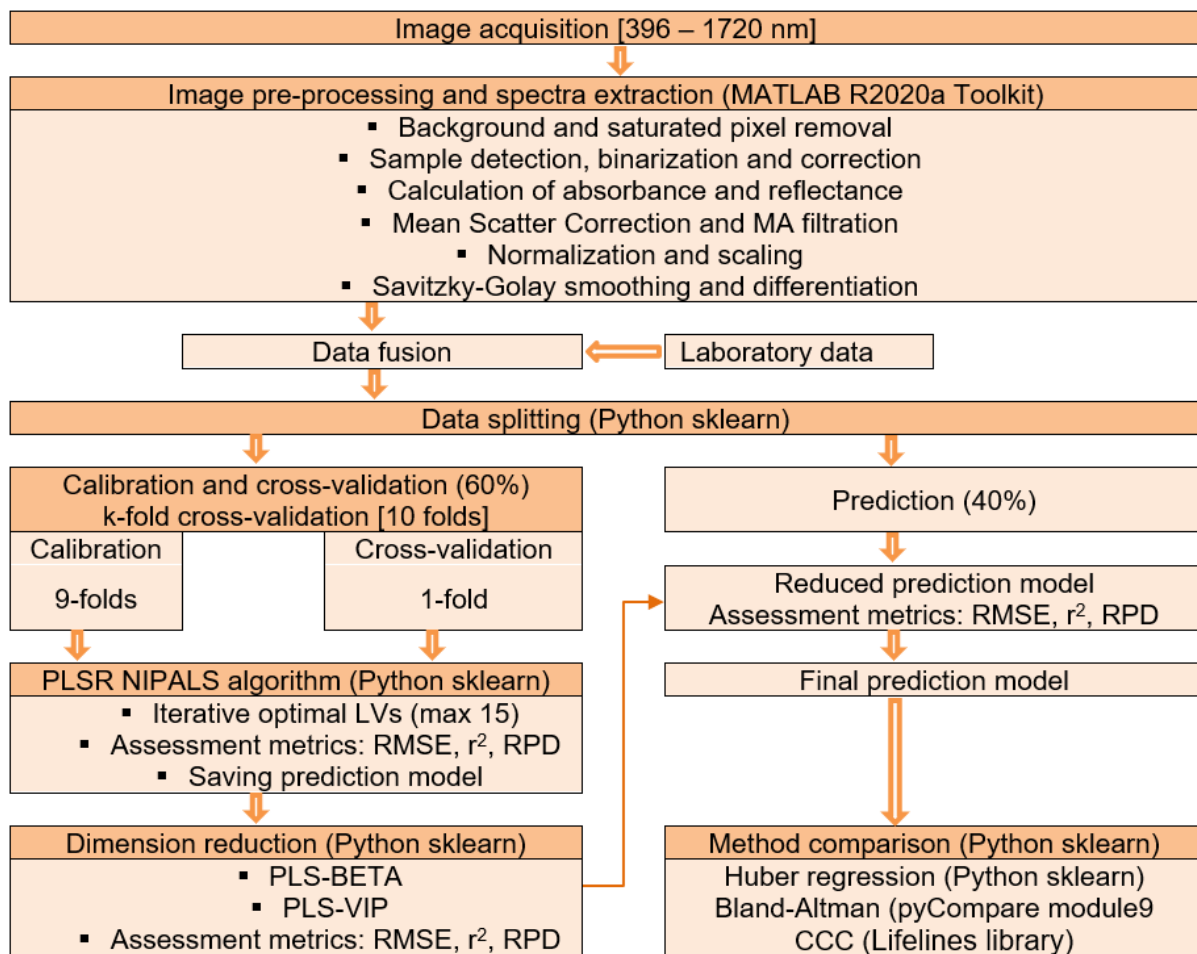 Image acquisition [396 – 1720 nm]
Image pre-processing and spectra extraction (MATLAB R2020a Toolkit)
▪ Background and saturated pixel removal
▪ Sample detection, binarization and correction
▪ Calculation of absorbance and reflectance
▪ Mean Scatter Correction and MA filtration
▪ Normalization and scaling
▪ Savitzky-Golay smoothing and differentiation
Data fusion
Laboratory data
Data splitting (Python sklearn)
Calibration and cross-validation (60%)
k-fold cross-validation [10 folds]
Calibration
9-folds
Cross-validation
1-fold
PLSR NIPALS algorithm (Python sklearn)
▪ Iterative optimal LVs (max 15)
▪ Assessment metrics: RMSE, r², RPD
▪ Saving prediction model
Dimension reduction (Python sklearn)
▪ PLS-BETA
▪ PLS-VIP
▪ Assessment metrics: RMSE, r², RPD
Prediction (40%)
Reduced prediction model
Assessment metrics: RMSE, r², RPD
Final prediction model
Method comparison (Python sklearn)
Huber regression (Python sklearn)
Bland-Altman (pyCompare module9
CCC (Lifelines library)